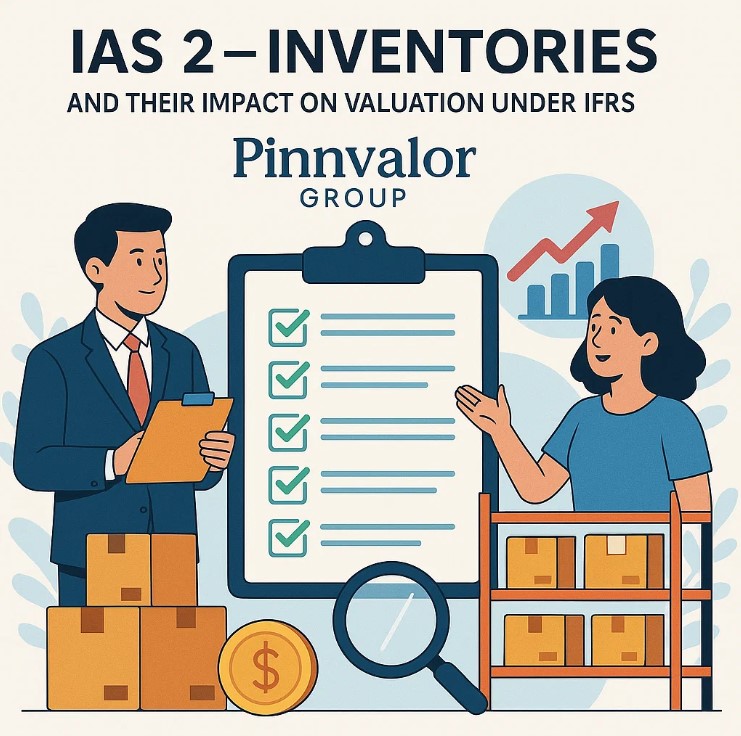 IAS 2 – INVENTORIES
AND THEIR IMPACT ON VALUATION UNDER IFRS
Pinnvalor
GROUP
$